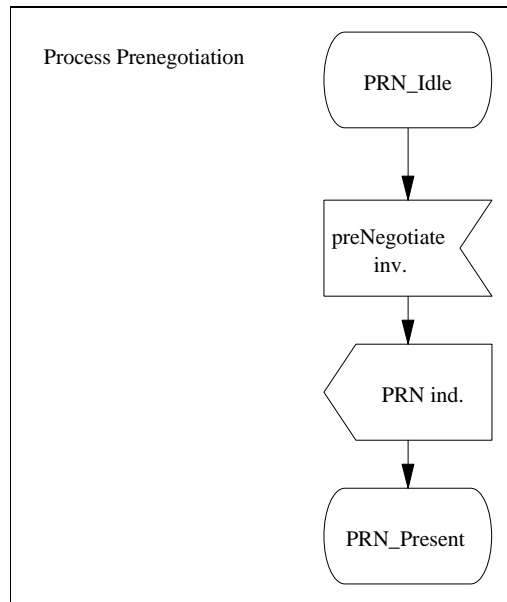 Process Prenegotiation
PRN_Idle
preNegotiate
inv.
PRN ind.
PRN_Present